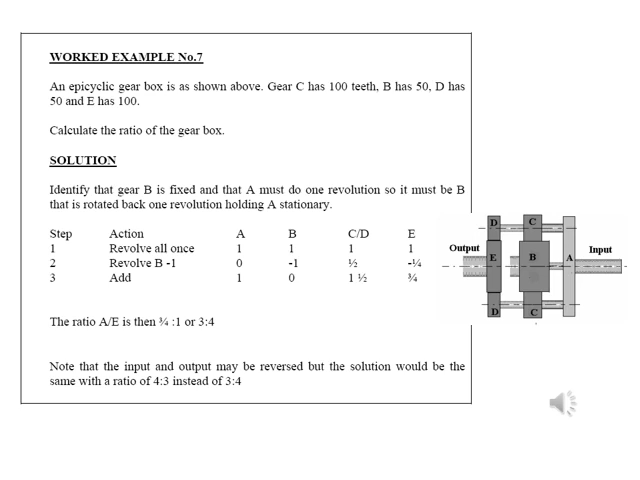 WORKED EXAMPLE No.7
An epicyclic gear box is as shown above. Gear C has 100 teeth, B has 50, D has
50 and E has 100.
Calculate the ratio of the gear box.
SOLUTION
Identify that gear B is fixed and that A must do one revolution so it must be B
that is rotated back one revolution holding A stationary.
Step Action A B C/D E
1 Revolve all once 1 1 1 1
2 Revolve B -1 0 -1 ½ -¼
3 Add 1 0 1 ½ ¾
The ratio A/E is then ¾ :1 or 3:4
Note that the input and output may be reversed but the solution would be the
same with a ratio of 4:3 instead of 3:4
D C
Output Input
E B A
D C